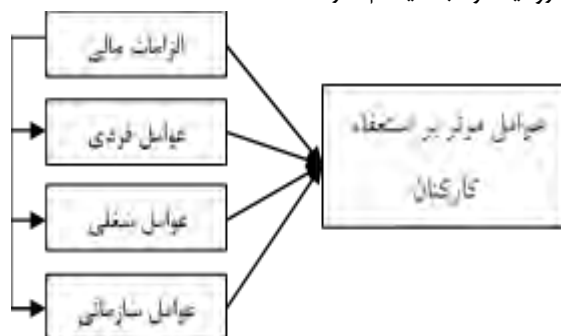 الزامات مالی
عوامل فردی
عوامل شغلی
عوامل سازمانی
عوامل موثر بر استعفاء
کارکنان